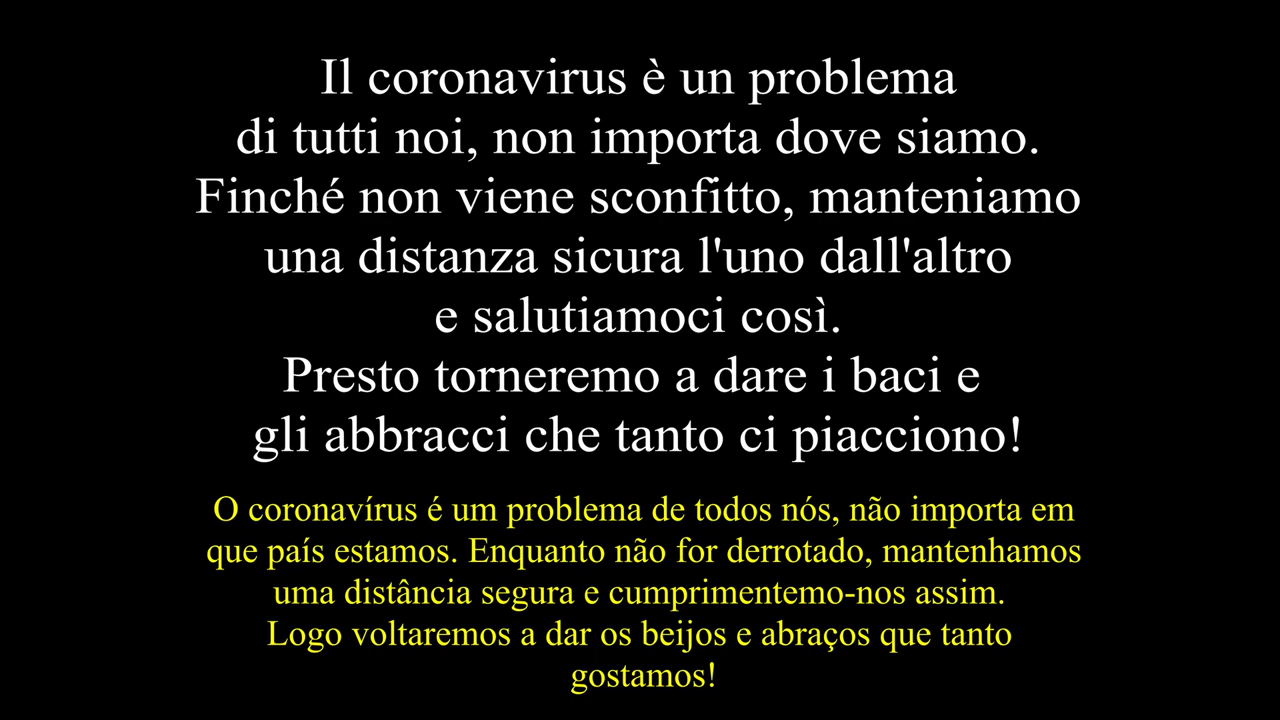 Il coronavirus è un problema
di tutti noi, non importa dove siamo.
Finché non viene sconfitto, manteniamo
una distanza sicura l'uno dall'altro
e salutiamoci così.
Presto torneremo a dare i baci e
gli abbracci che tanto ci piacciono!
O coronavírus é um problema de todos nós, não importa em
que país estamos. Enquanto não for derrotado, mantenhamos
uma distância segura e cumprimentemo-nos assim.
Logo voltaremos a dar os beijos e abraços que tanto
gostamos!